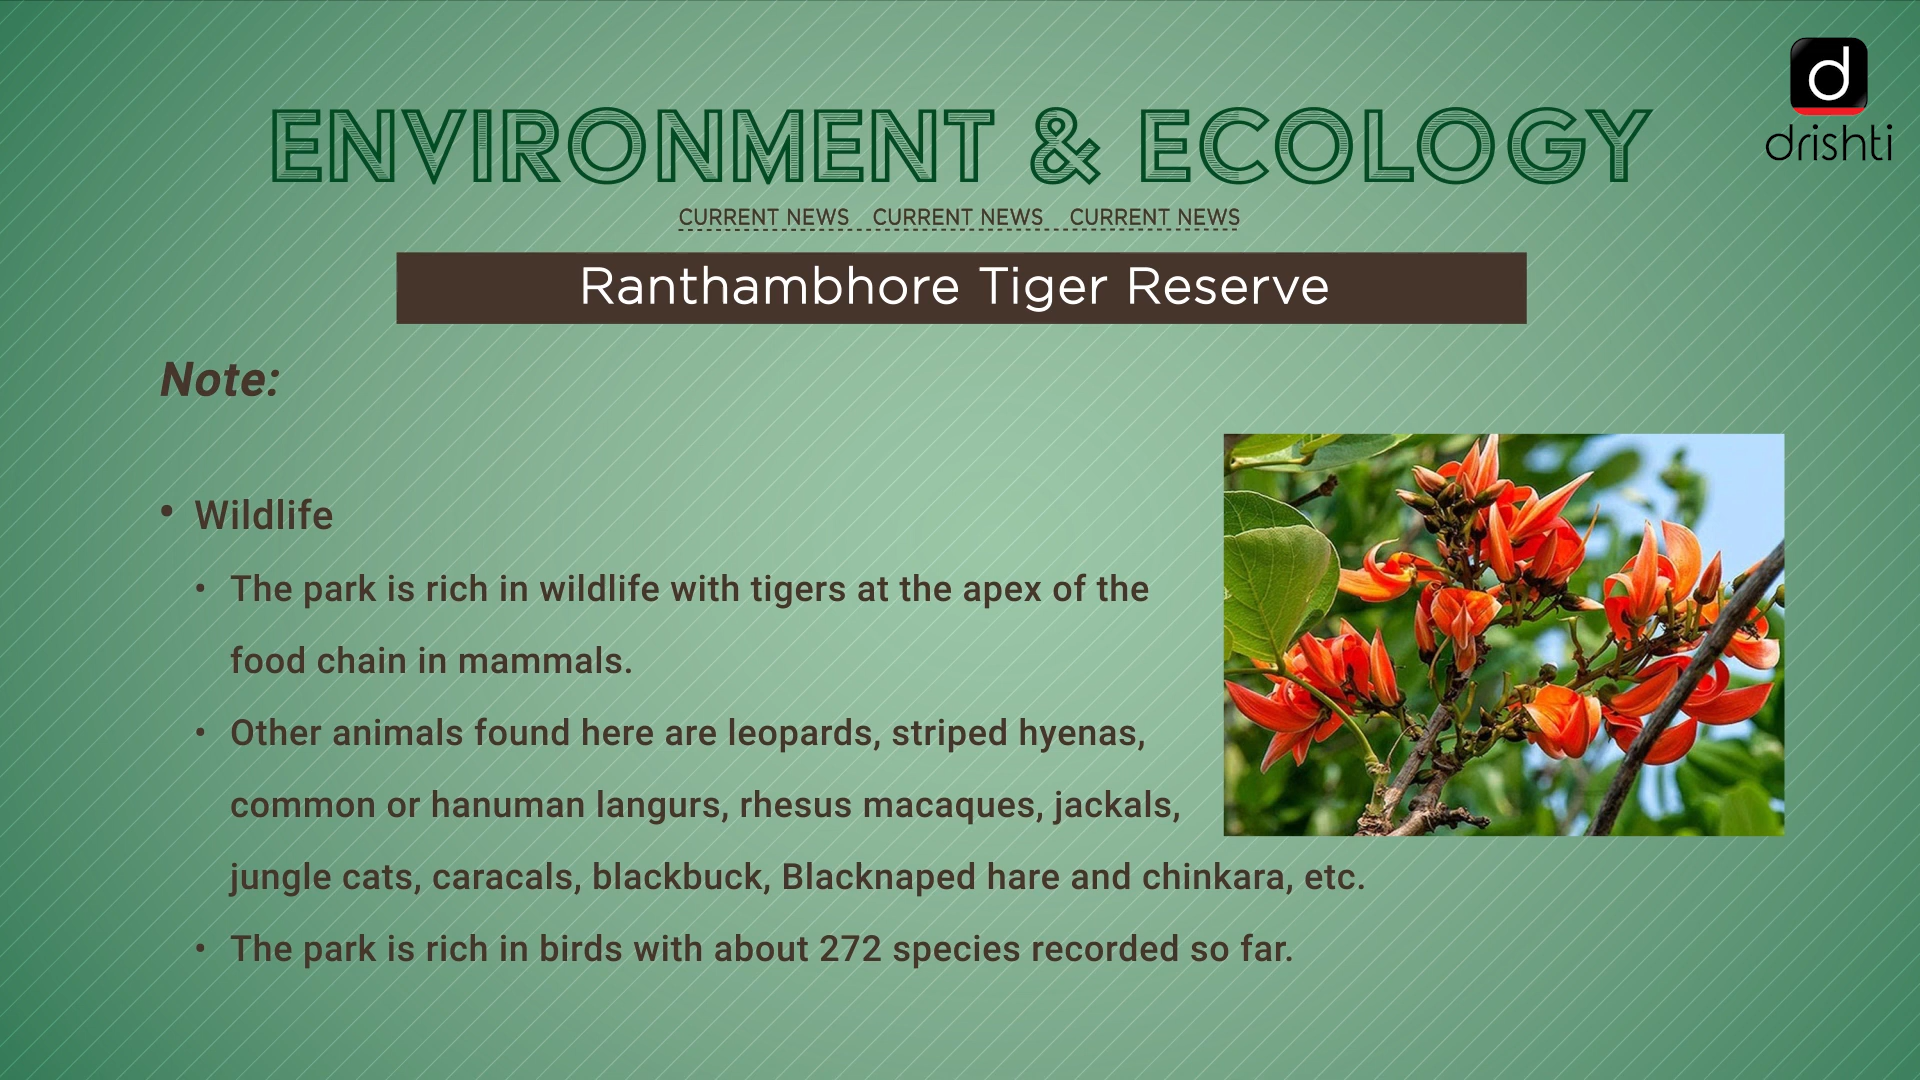 d
drishti
ENVIRONMENT & ECOLOGY
CURRENT NEWS CURRENT NEWS CURRENT NEWS
Ranthambhore Tiger Reserve
Note:
• Wildlife
• The park is rich in wildlife with tigers at the apex of the
food chain in mammals.
• Other animals found here are leopards, striped hyenas,
common or hanuman langurs, rhesus macaques, jackals,
jungle cats, caracals, blackbuck, Blacknaped hare and chinkara, etc.
• The park is rich in birds with about 272 species recorded so far.